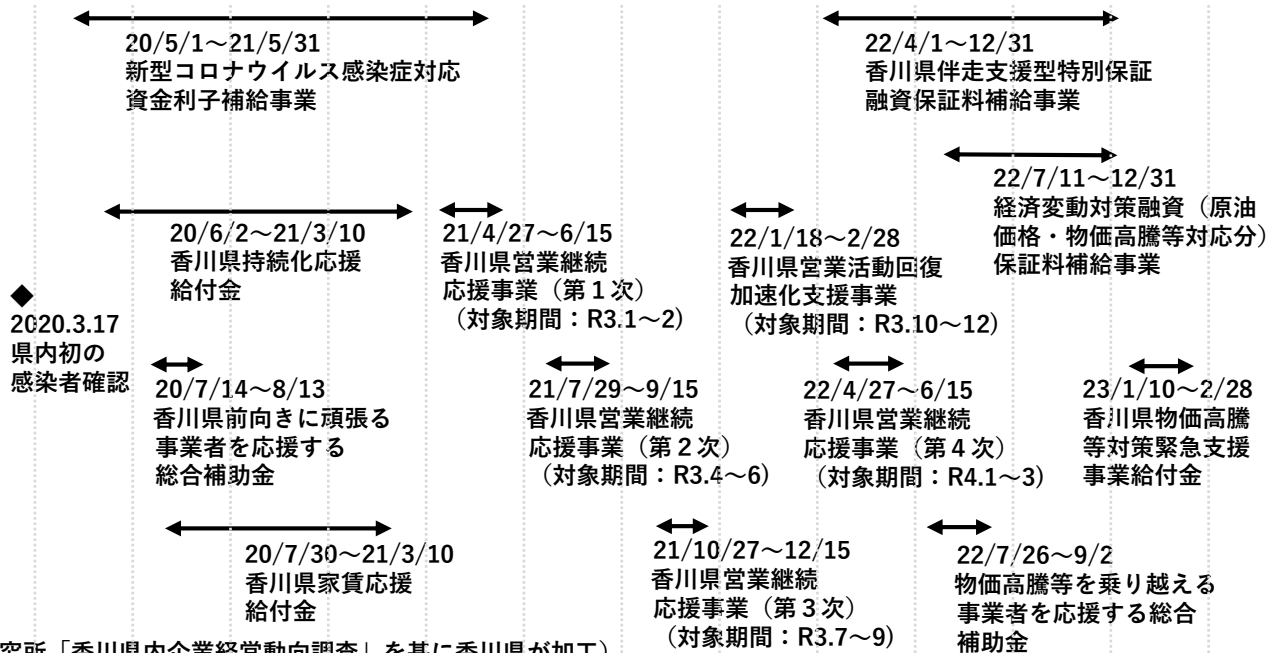 20/5/1～21/5/31
新型コロナウイルス感染症対応
資金利子補給事業
22/4/1～12/31
香川県伴走支援型特別保証
融資保証料補給事業
22/7/11～12/31
経済変動対策融資（原油
価格・物価高騰等対応分）
保証料補給事業
20/6/2～21/3/10
香川県持続化応援
給付金
21/4/27～6/15
香川県営業継続
応援事業（第１次）
（対象期間：R3.1～2）
22/1/18～2/28
香川県営業活動回復
加速化支援事業
（対象期間：R3.10～12）
◆
2020.3.17
県内初の
感染者確認
20/7/14～8/13
香川県前向きに頑張る
事業者を応援する
総合補助金
21/7/29～9/15
香川県営業継続
応援事業（第２次）
（対象期間：R3.4～6）
22/4/27～6/15
香川県営業継続
応援事業（第４次）
（対象期間：R4.1～3）
23/1/10～2/28
香川県物価高騰
等対策緊急支援
事業給付金
20/7/30～21/3/10
香川県家賃応援
給付金
21/10/27～12/15
香川県営業継続
応援事業（第３次）
（対象期間：R3.7～9）
22/7/26～9/2
物価高騰等を乗り越える
事業者を応援する総合
補助金
究所「香川県内企業経営動向調査」を基に香川県が加工）